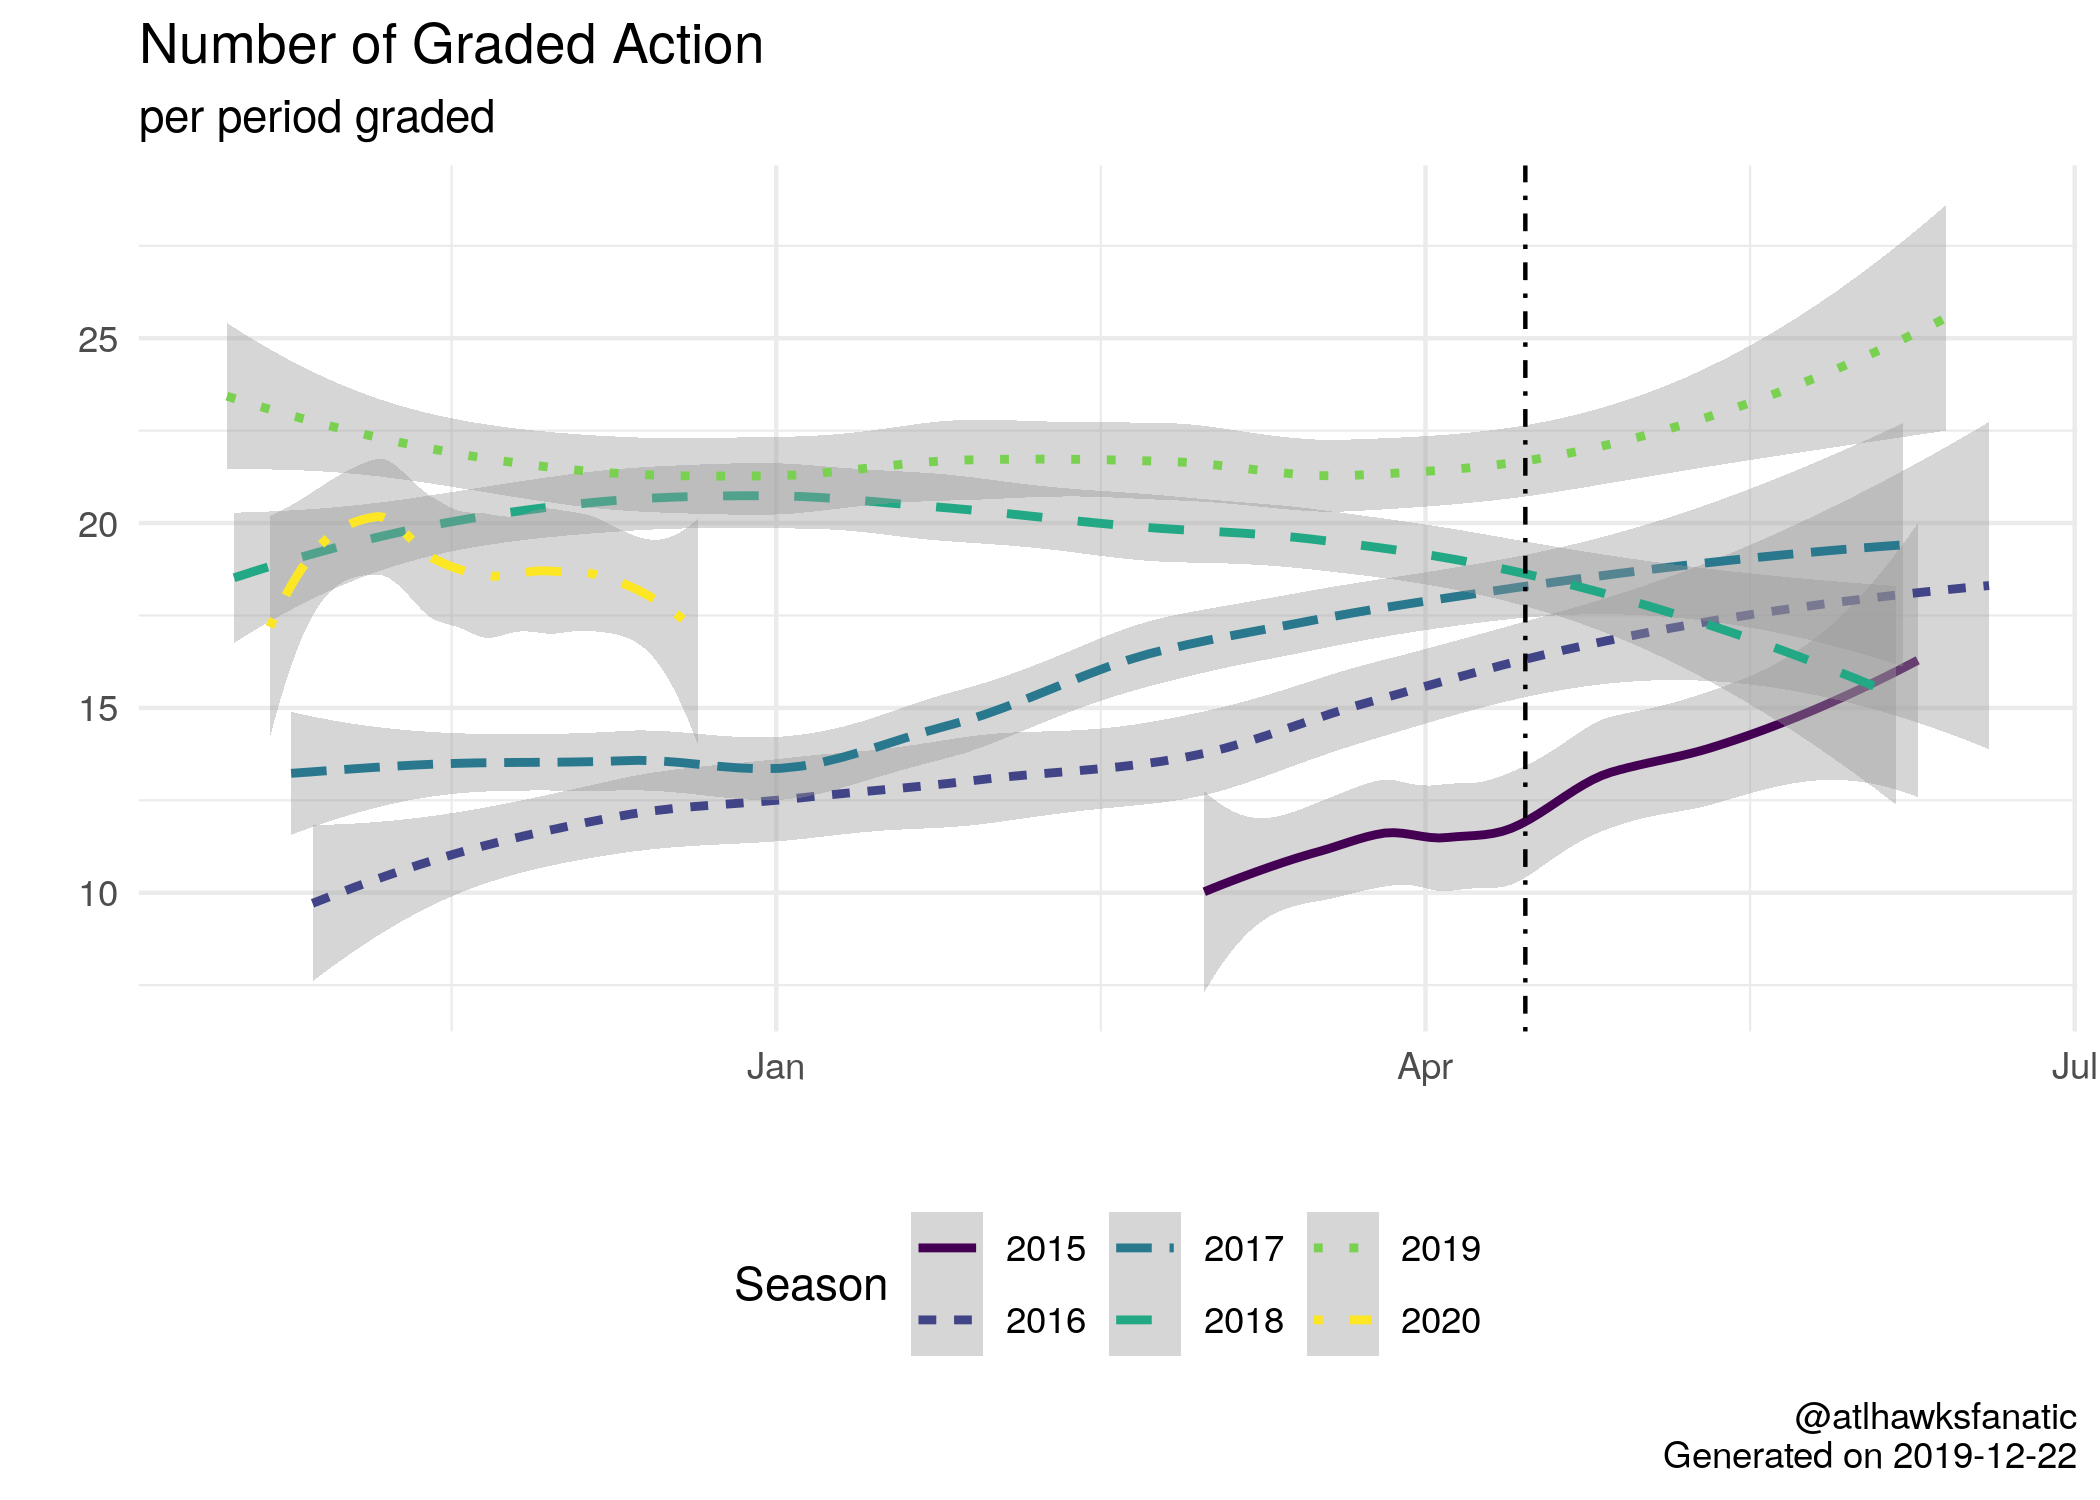 Number of Graded Action
per period graded
25
20
15
10
Jan
Apr
Jul
Season
2015
2017
2019
2016
2018
2020
@atlhawksfanatic
Generated on 2019-12-22